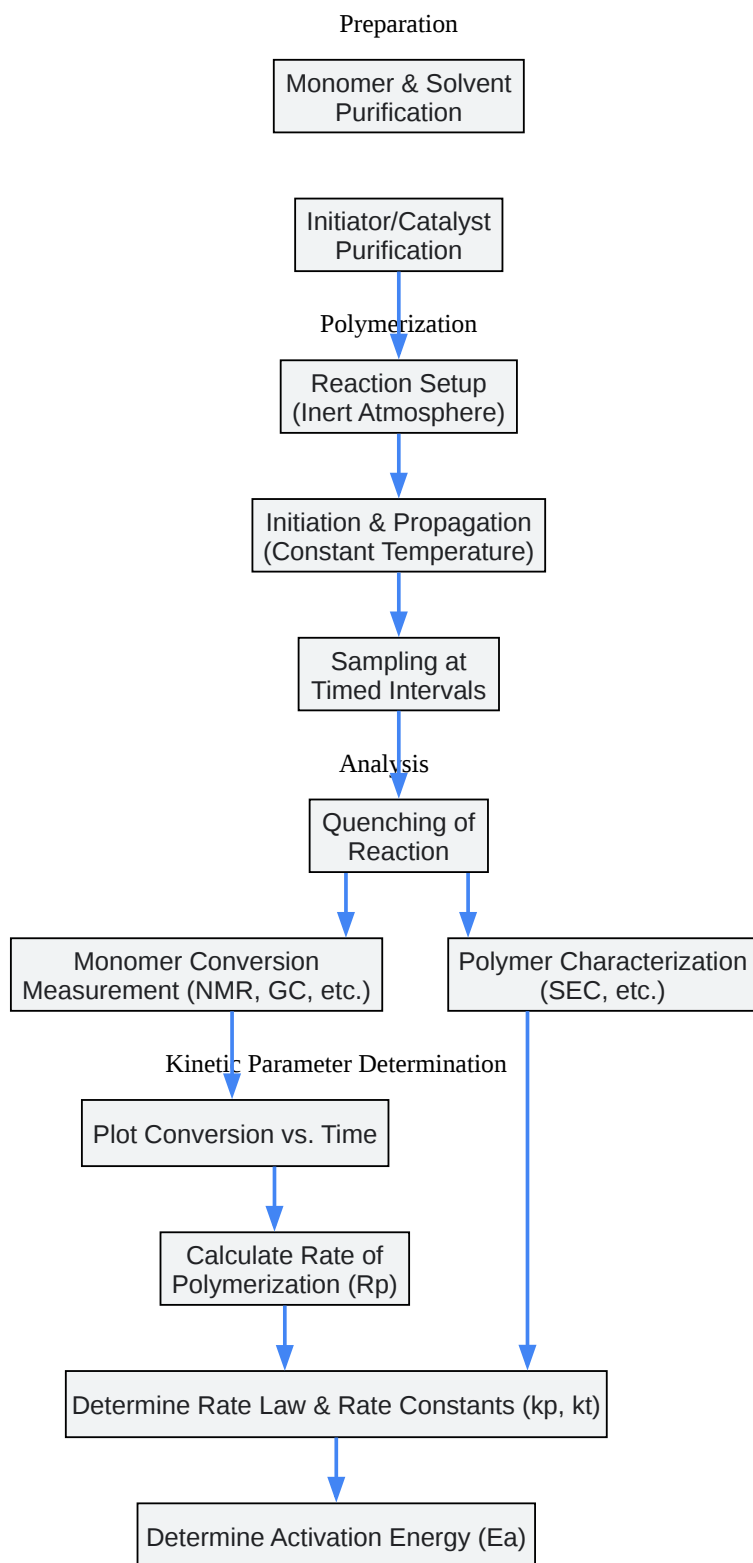 Preparation
Monomer & Solvent
Purification
Initiator/Catalyst
Purification
Polymerization
Reaction Setup
(Inert Atmosphere)
Initiation & Propagation
(Constant Temperature)
Sampling at
Timed Intervals
Analysis
Quenching of
Reaction
Monomer Conversion
Measurement (NMR, GC, etc.)
Polymer Characterization
(SEC, etc.)
Kinetic Parameter Determination
Plot Conversion vs. Time
Calculate Rate of
Polymerization (Rp)
Determine Rate Law & Rate Constants (kp, kt)
Determine Activation Energy (Ea)